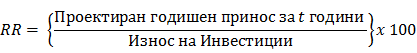 RR = {Проектиран годишен принос за t години / Износ на Инвестиции} x 100